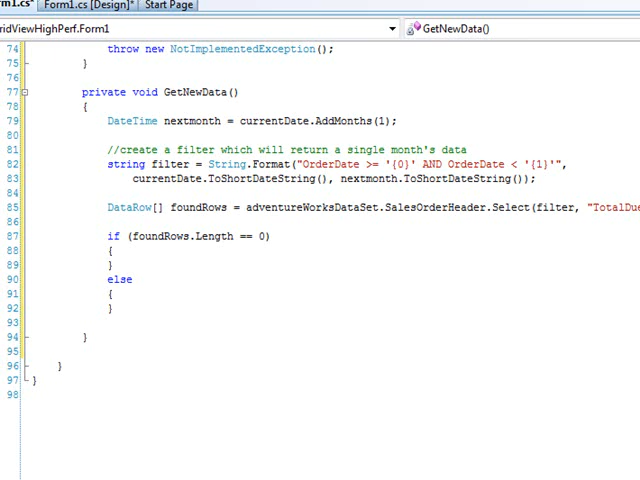 rm1.cs* Form1.cs [Design]* Start Page
ridViewHighPerf.Form1 GetNewData()
74 throw new NotImplementedException();
75 }
76
77 private void GetNewData()
78 {
79 DateTime nextmonth = currentDate.AddMonths(1);
80
81 //create a filter which will return a single month's data
82 string filter = String.Format("OrderDate >= '{0}' AND OrderDate < '{1}'",
83 currentDate.ToShortDateString(), nextmonth.ToShortDateString());
84
85 DataRow[] foundRows = adventureWorksDataSet.SalesOrderHeader.Select(filter, "TotalDue
86
87 if (foundRows.Length == 0)
88 {
89 }
90 else
91 {
92 }
93
94 }
95
96 }
97 }
98